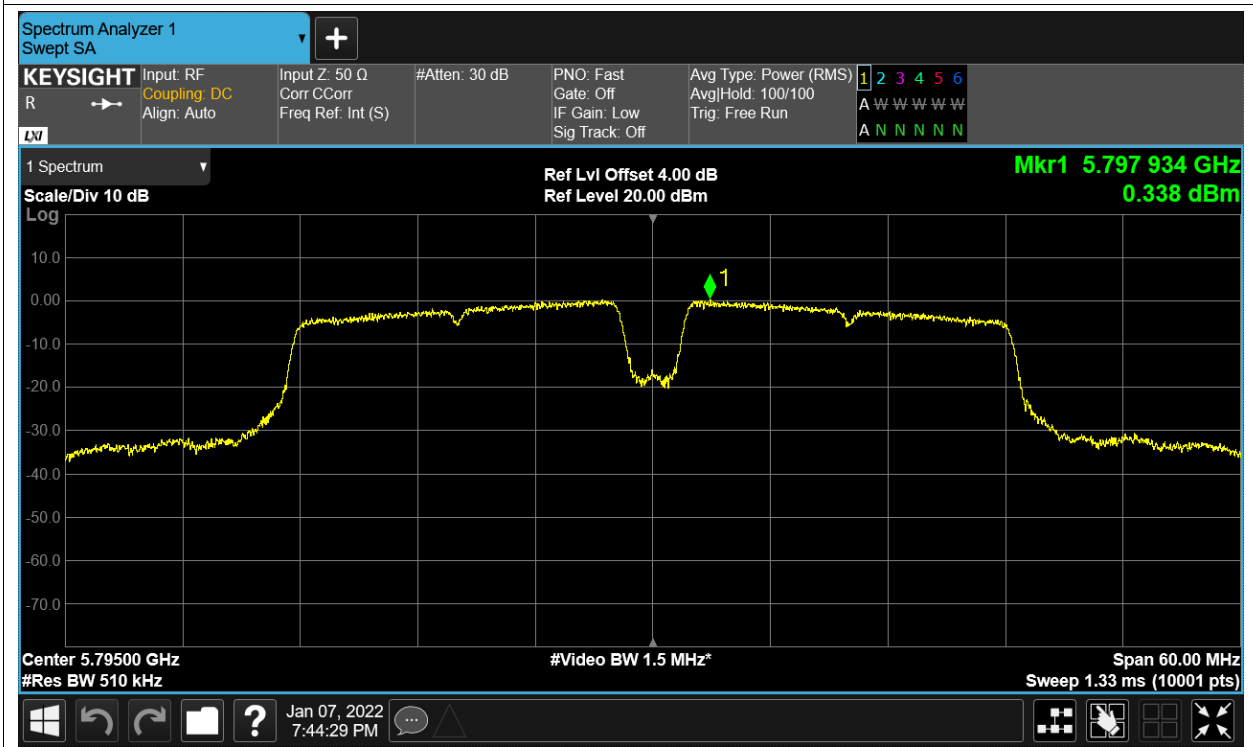 Spectrum Analyzer 1
Swept SA
KEYSIGHT
R
LXI
Input: RF
Coupling: DC
Align: Auto
Input Z: 50 Ω
Corr CCorr
Freq Ref: Int (S)
#Atten: 30 dB
PNO: Fast
Gate: Off
IF Gain: Low
Sig Track: Off
Avg Type: Power (RMS)
Avg|Hold: 100/100
Trig: Free Run
1 2 3 4 5 6
A W W W W W
A N N N N N
1 Spectrum
Scale/Div 10 dB
Ref Lvl Offset 4.00 dB
Ref Level 20.00 dBm
Mkr1 5.797 934 GHz
0.338 dBm
Log
10.0
0.00
-10.0
-20.0
-30.0
-40.0
-50.0
-60.0
-70.0
1
Center 5.79500 GHz
#Res BW 510 kHz
#Video BW 1.5 MHz*
Span 60.00 MHz
Sweep 1.33 ms (10001 pts)
?
Jan 07, 2022
7:44:29 PM